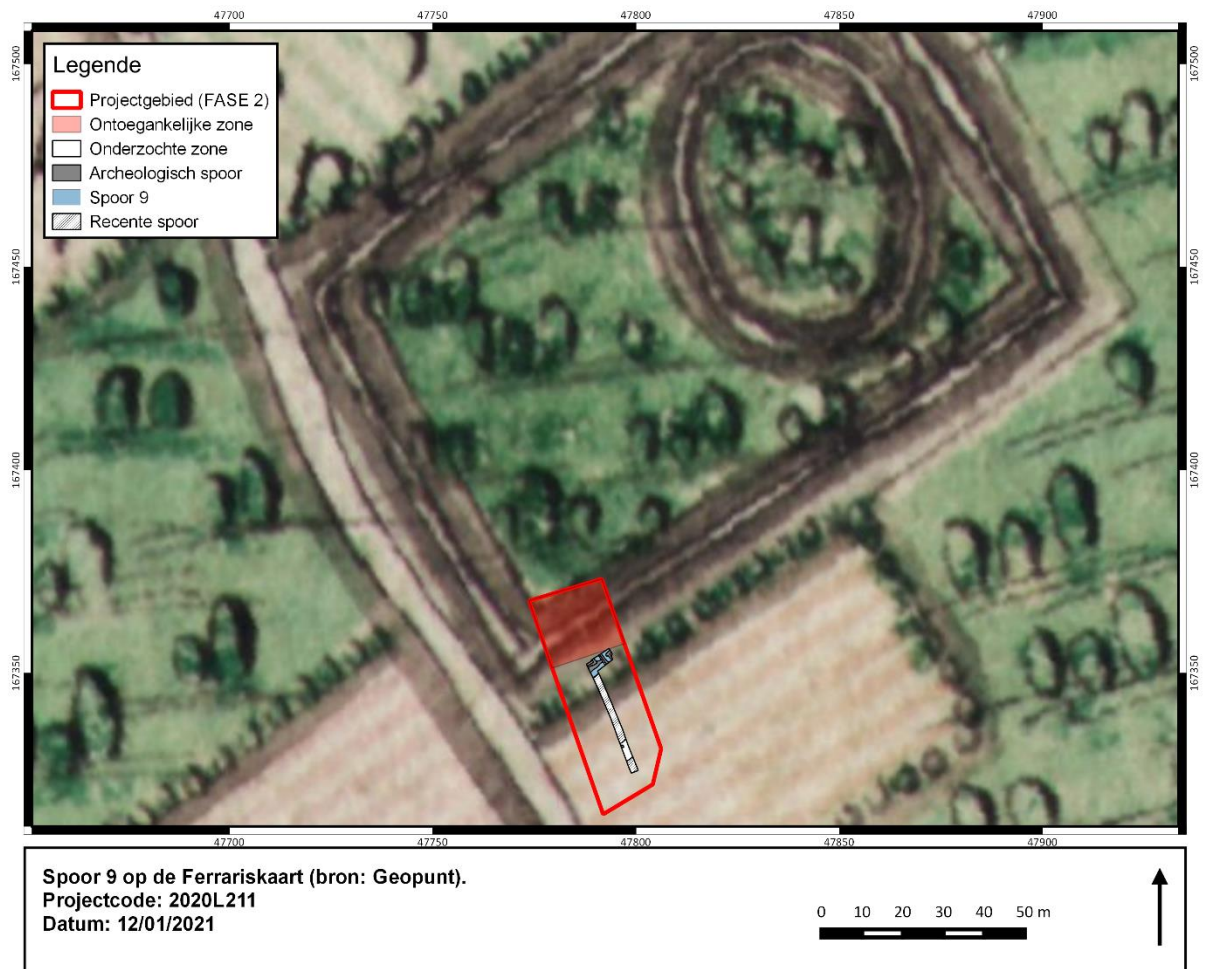 47700 47750 47800 47850 47900
167500 167500
Legende
Projectgebied (FASE 2)
Ontoegankelijke zone
Onderzochte zone
Archeologisch spoor
Spoor 9
Recente spoor
167450 167450
167400 167400
167350 167350
47700 47750 47800 47850 47900
Spoor 9 op de Ferrariskaart (bron: Geopunt).
Projectcode: 2020L211
Datum: 12/01/2021
0 10 20 30 40 50 m